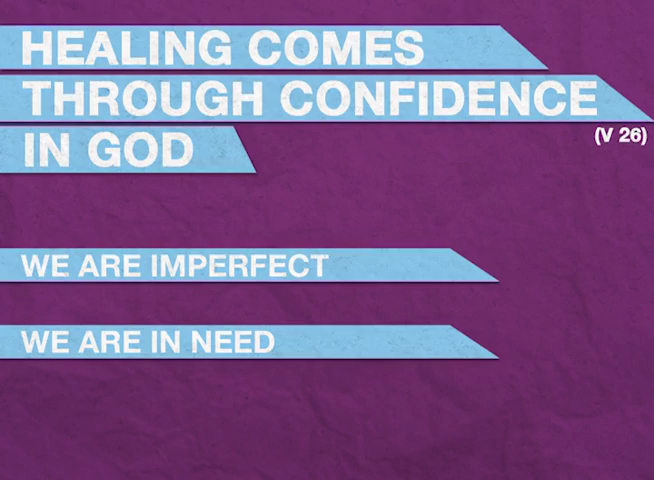 HEALING COMES
THROUGH CONFIDENCE
(V 26)
IN GOD
WE ARE IMPERFECT
WE ARE IN NEED